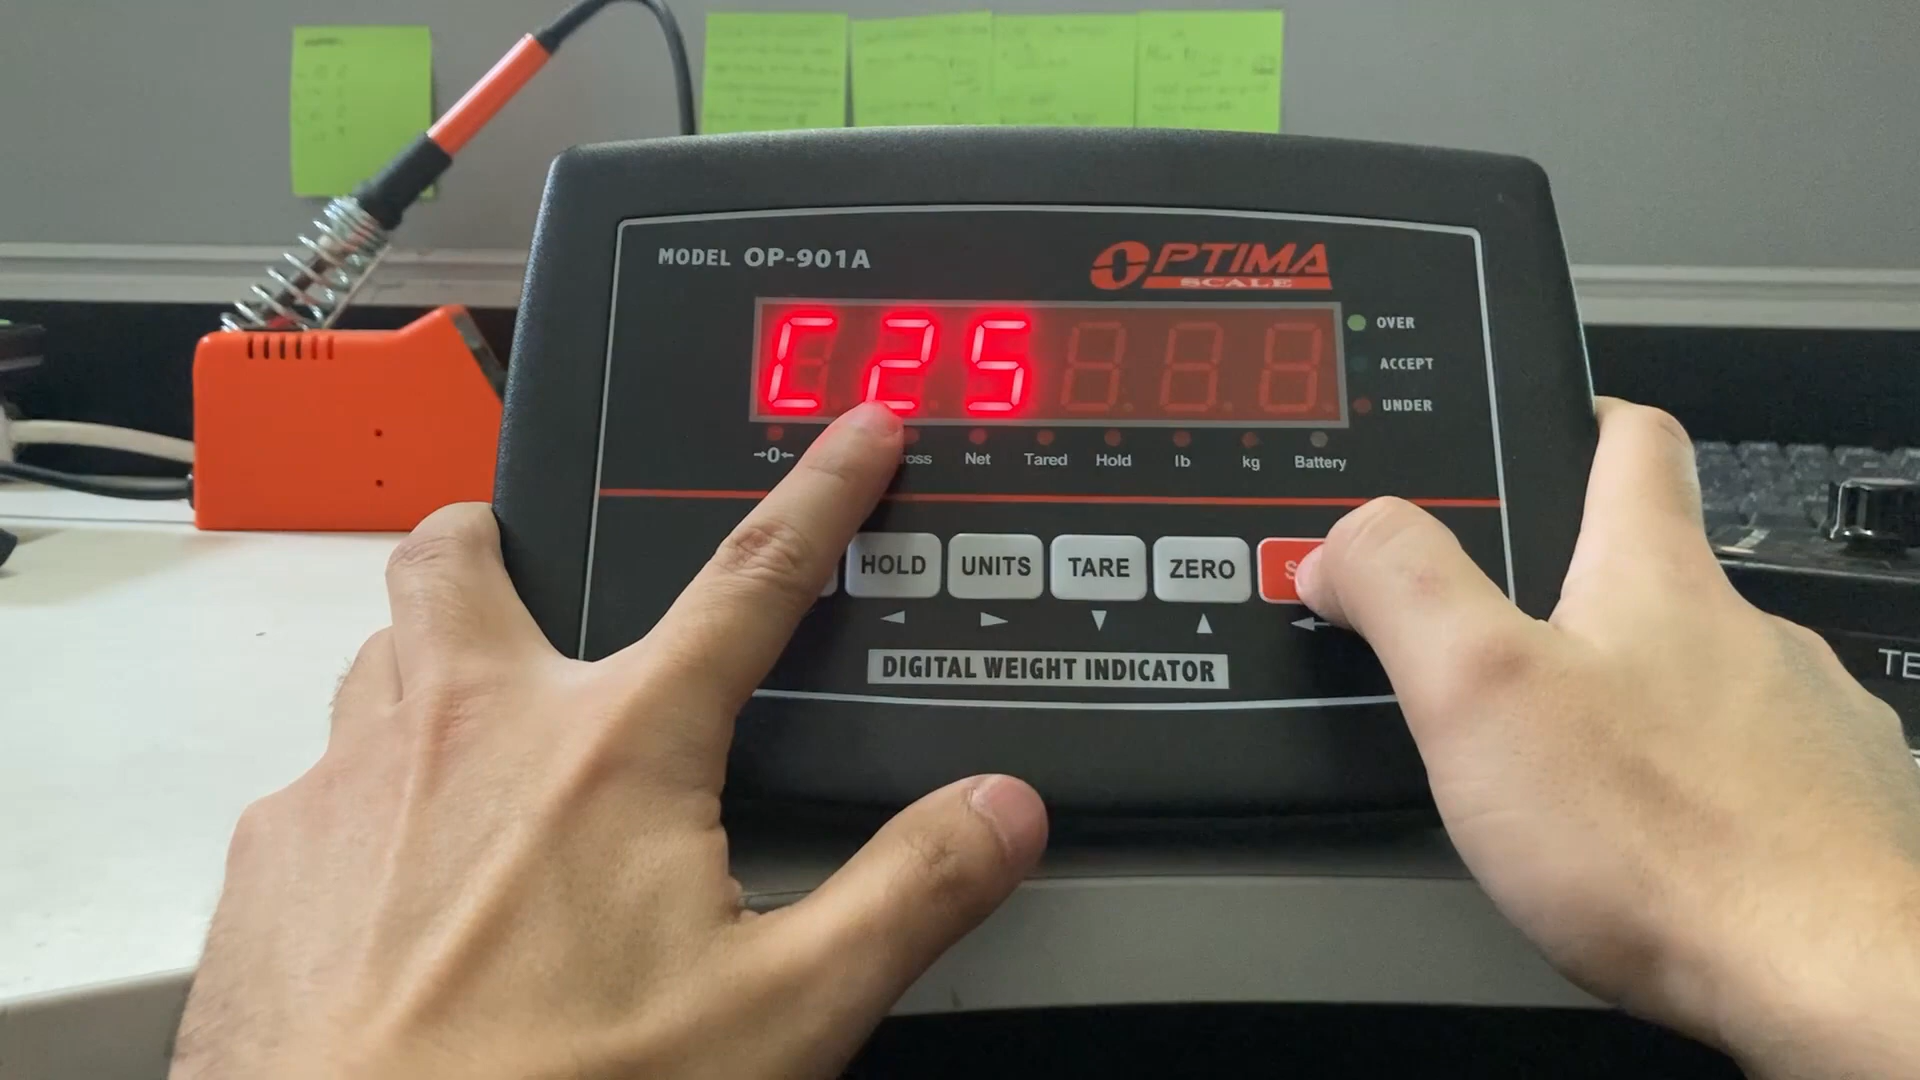 MODEL OP-901A
OPTIMA
SCALE
C25
OVER
ACCEPT
UNDER
→0← Net Tared Hold lb kg Battery
HOLD UNITS TARE ZERO
DIGITAL WEIGHT INDICATOR